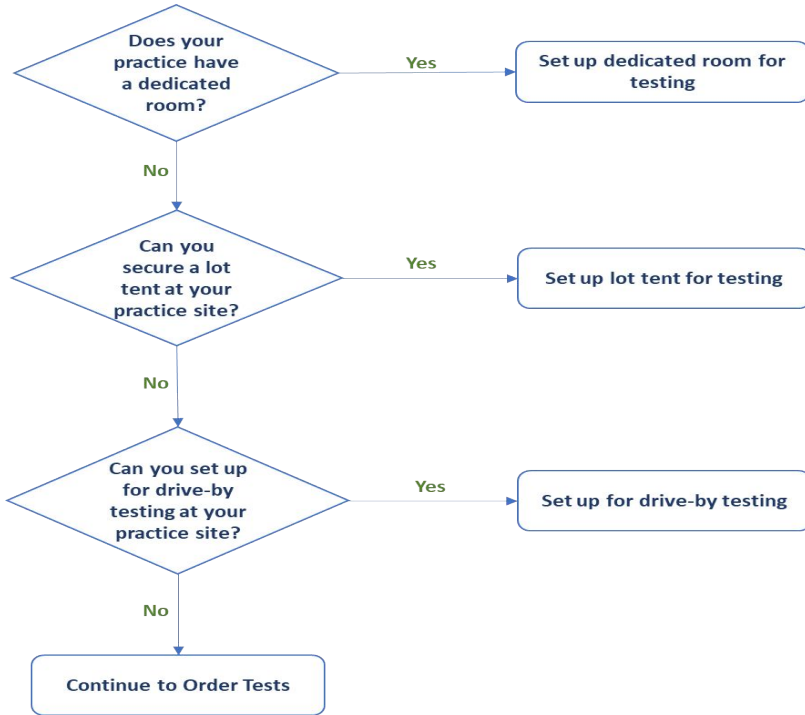 Does your
practice have
a dedicated
room?
Yes
Set up dedicated room for
testing
No
Can you
secure a lot
tent at your
practice site?
Yes
Set up lot tent for testing
No
Can you set up
for drive-by
testing at your
practice site?
Yes
Set up for drive-by testing
No
Continue to Order Tests